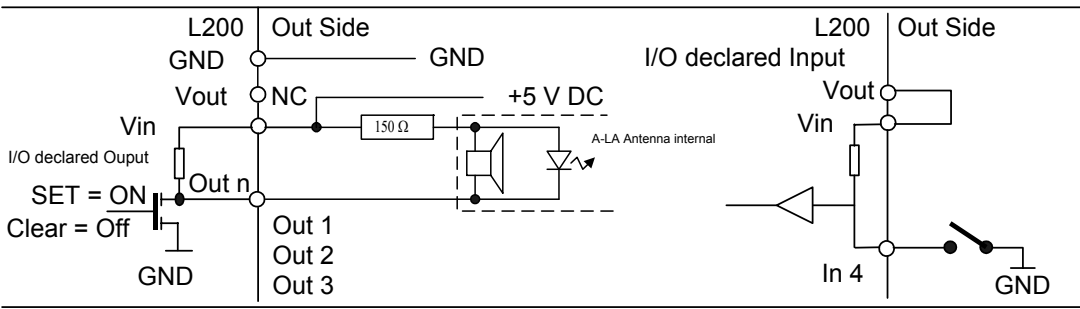 L200 Out Side
GND GND
Vout NC +5 V DC
Vin 150 Ω
A-LA Antenna internal
I/O declared Ouput
Out n
SET = ON
Clear = Off
Out 1
Out 2
Out 3
GND
L200 Out Side
I/O declared Input
Vout
Vin
In 4
GND